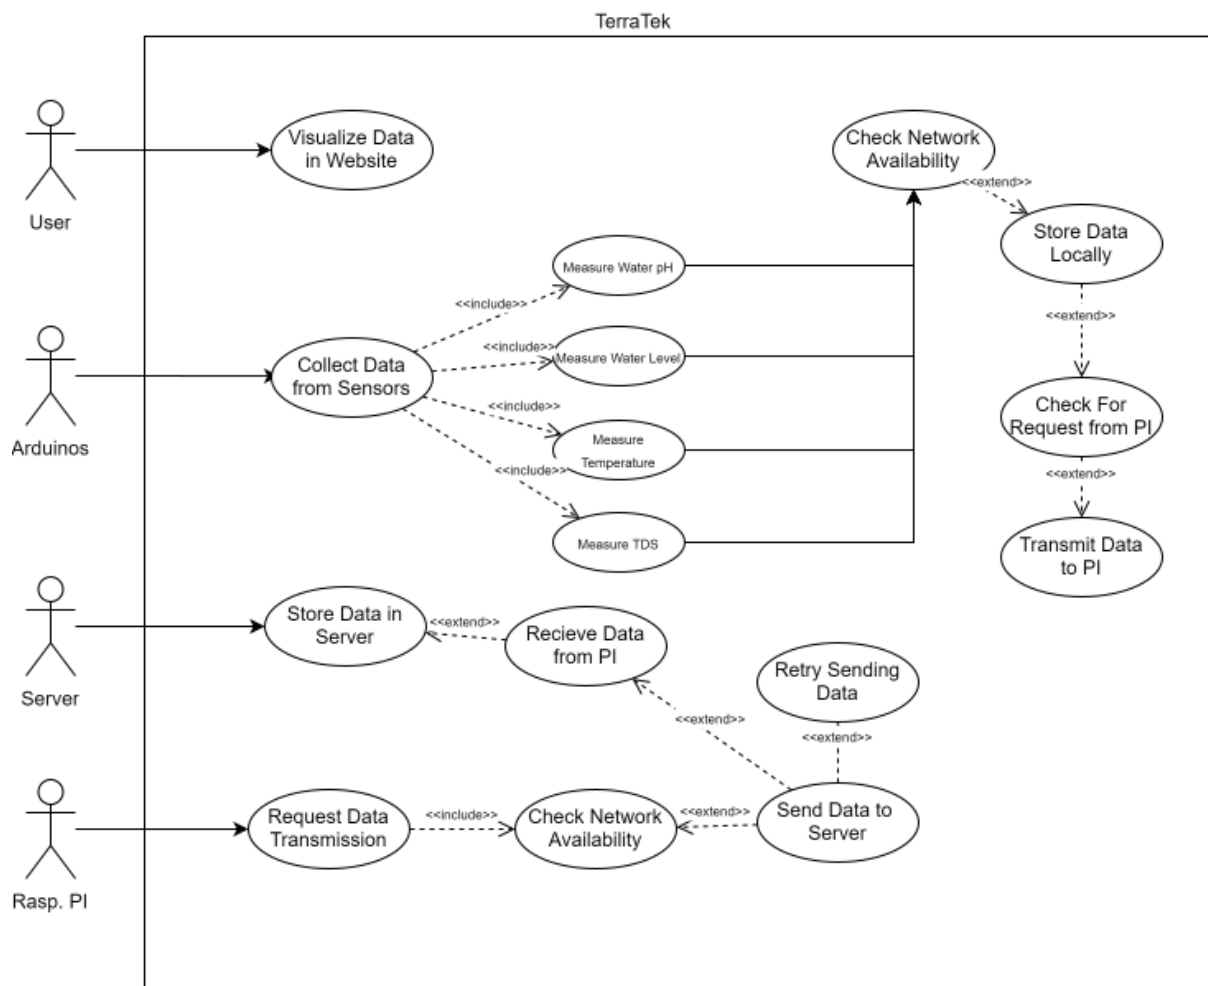 TerraTek
User
Visualize Data
in Website
Check Network
Availability
<<extend>>
Store Data
Locally
<<extend>>
Check For
Request from PI
<<extend>>
Transmit Data
to PI
Arduinos
Collect Data
from Sensors
<<include>>
Measure Water pH
<<include>>
Measure Water Level
<<include>>
Measure
Temperature
<<include>>
Measure TDS
Server
Store Data in
Server
<<extend>>
Recieve Data
from PI
<<extend>>
Retry Sending
Data
<<extend>>
Rasp. PI
Request Data
Transmission
<<include>>
Check Network
Availability
<<extend>>
Send Data to
Server